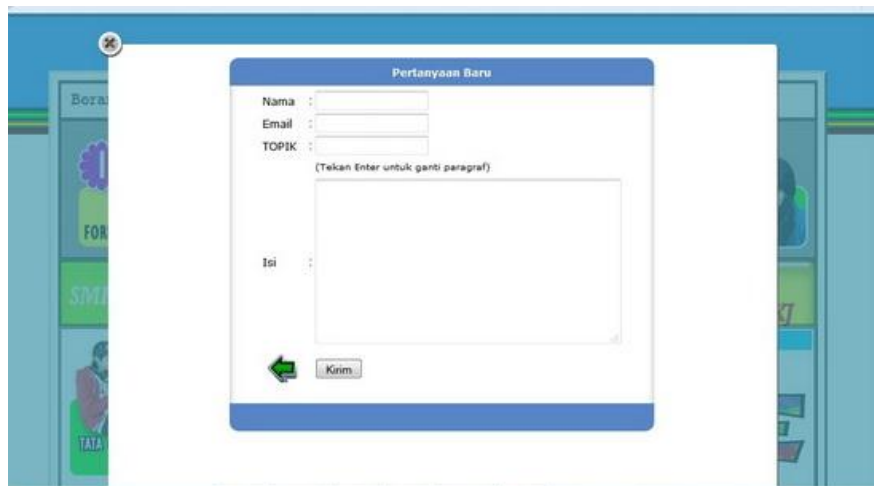 Pertanyaan Baru
Nama :
Email :
TOPIK :
(Tekan Enter untuk ganti paragraf)
Isi :
Kirim